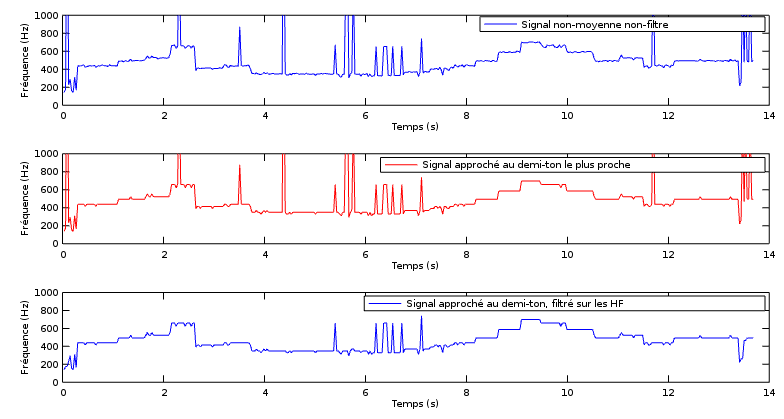 1000
800
600
400
200
0
Fréquence (Hz)
Signal non-moyenne non-filtre
0 2 4 6 8 10 12 14
Temps (s)
1000
800
600
400
200
0
Fréquence (Hz)
Signal approché au demi-ton le plus proche
0 2 4 6 8 10 12 14
Temps (s)
1000
800
600
400
200
0
Fréquence (Hz)
Signal approché au demi-ton, filtré sur les HF
0 2 4 6 8 10 12 14
Temps (s)